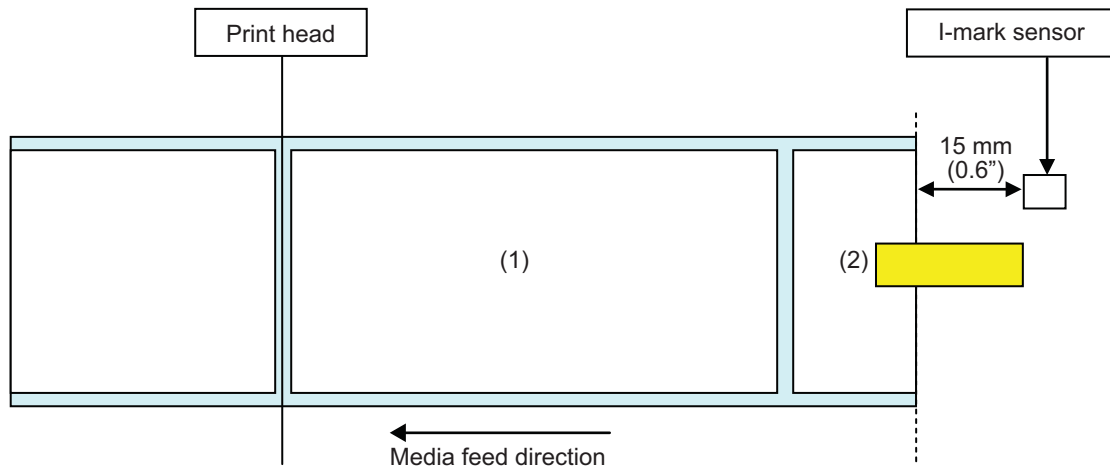 Print head
I-mark sensor
15 mm
(0.6”)
(1)
(2)
Media feed direction